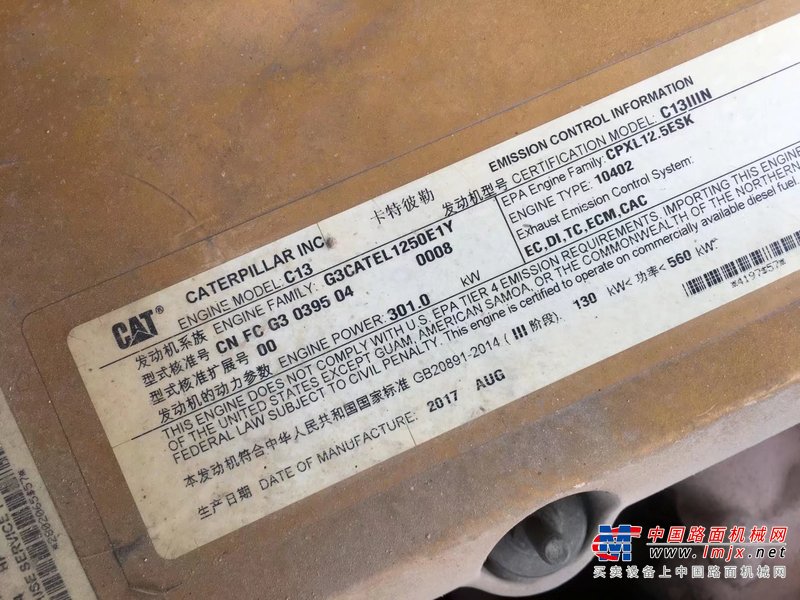 EMISSION CONTROL INFORMATION
CAT®
CATERPILLAR INC 卡特彼勒 发动机型号 CERTIFICATION MODEL: C13IIIN
ENGINE MODEL: C13 EPA Engine Family: CPXL12.5ESK
发动机系族 ENGINE FAMILY: G3CATEL1250E1Y ENGINE TYPE: 10402
型式核准号 CN FC G3 0395 04 0008 Exhaust Emission Control System:
型式核准扩展号 00 EC,DI,TC,ECM,CAC
发动机的动力参数 ENGINE POWER: 301.0 kW
THIS ENGINE DOES NOT COMPLY WITH U.S. EPA TIER 4 EMISSION REQUIREMENTS. IMPORTING THIS ENGINE
OF THE UNITED STATES EXCEPT GUAM, AMERICAN SAMOA, OR THE COMMONWEALTH OF THE NORTHERN
FEDERAL LAW SUBJECT TO CIVIL PENALTY. This engine is certified to operate on commercially available diesel fuel
本发动机符合中华人民共和国国家标准 GB20891-2014 (III 阶段) 130 kW< 功率< 560 kW
生产日期 DATE OF MANUFACTURE: 2017 AUG
*4197$57*
ISE SERVICE
中国路面机械网
www.lmjx.net
买卖设备上中国路面机械网